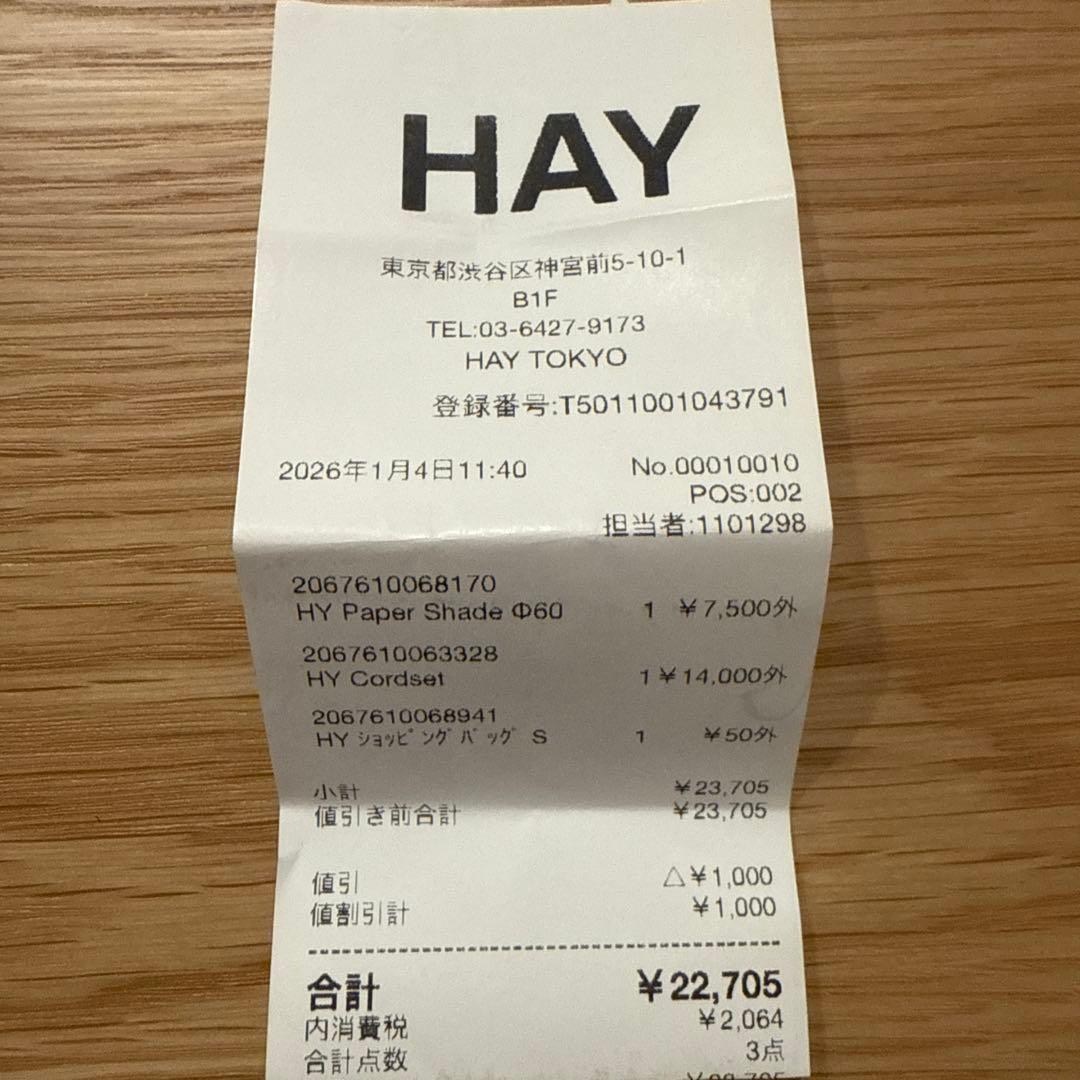 HAY
東京都渋谷区神宮前5-10-1
B1F
TEL:03-6427-9173
HAY TOKYO
登録番号:T5011001043791
2026年1月4日11:40 No.00010010
POS:002
担当者:1101298
2067610068170
HY Paper Shade Φ60 1 ¥7,500外
2067610063328
HY Cordset 1 ¥14,000外
2067610068941
HY ｼｮｯﾋﾟﾝｸﾞﾊﾞｯｸﾞ S 1 ¥50外
小計 ¥23,705
値引き前合計 ¥23,705
値引 △¥1,000
値割引計 ¥1,000
合計 ¥22,705
内消費税 ¥2,064
合計点数 3点